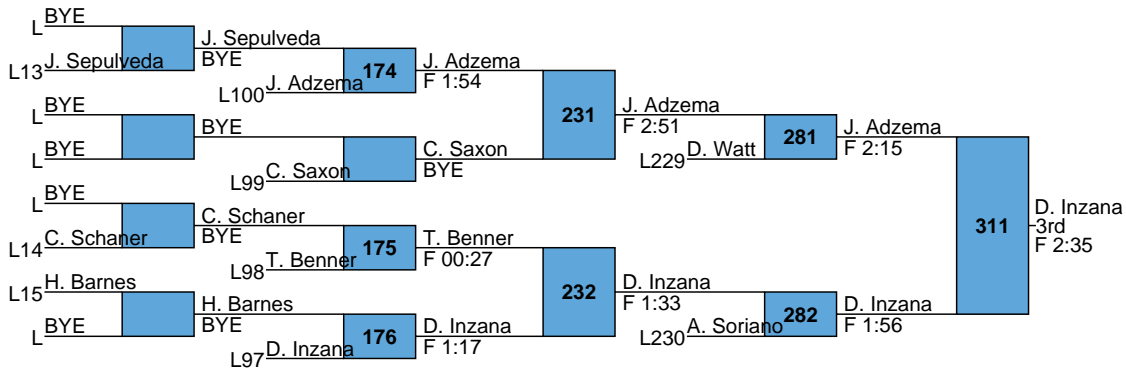 L BYE
L13 J. Sepulveda
J. Sepulveda
BYE
L100 J. Adzema
174
J. Adzema
F 1:54
L BYE
L BYE
BYE
L99 C. Saxon
C. Saxon
BYE
231
J. Adzema
F 2:51
L229 D. Watt
281
J. Adzema
F 2:15
L BYE
L14 C. Schaner
C. Schaner
BYE
L98 T. Benner
175
T. Benner
F 00:27
L15 H. Barnes
L BYE
H. Barnes
BYE
L97 D. Inzana
176
D. Inzana
F 1:17
232
D. Inzana
F 1:33
L230 A. Soriano
282
D. Inzana
F 1:56
311
D. Inzana
3rd
F 2:35